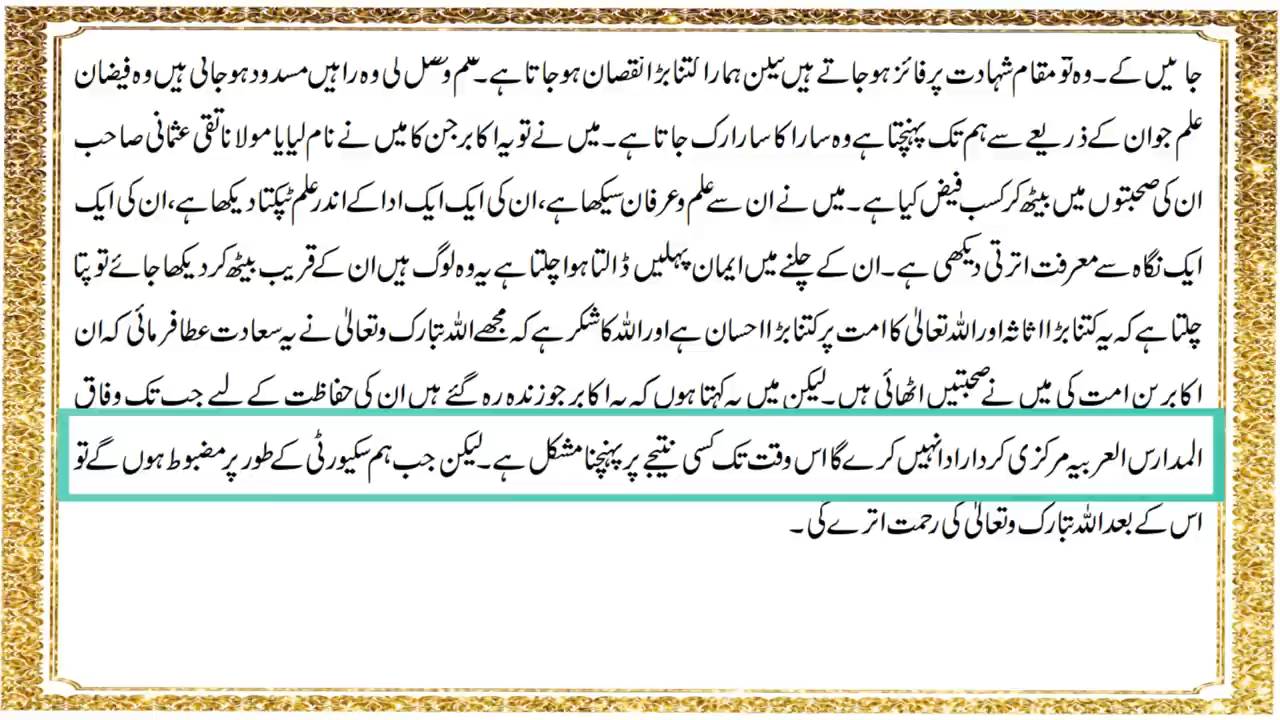 جائیں گے۔ وہ تو مقام شہادت پر فائز ہو جاتے ہیں لیکن ہمارا کتنا بڑا نقصان ہو جاتا ہے۔ علم و فضل کی وہ راہیں مسدود ہو جاتی ہیں وہ فیضان
علم جو ان کے ذریعے سے ہم تک پہنچتا ہے وہ سارا کا سارا رک جاتا ہے۔ میں نے تو یہ اکابر جن کا میں نے نام لیا یا مولانا تقی عثمانی صاحب
ان کی صحبتوں میں بیٹھ کر کسب فیض کیا ہے۔ میں نے ان سے علم و عرفان سیکھا ہے، ان کی ایک ایک ادا کے اندر علم ٹپکتا دیکھا ہے، ان کی ایک
ایک نگاہ سے معرفت اترتی دیکھی ہے۔ ان کے چلنے میں ایمان پہلیں ڈالتا ہوا چلتا ہے یہ وہ لوگ ہیں ان کے قریب بیٹھ کر دیکھا جائے تو پتا
چلتا ہے کہ یہ کتنا بڑا اثاثہ اور اللہ تعالیٰ کا امت پر کتنا بڑا احسان ہے اور اللہ کا شکر ہے کہ مجھے اللہ تبارک وتعالیٰ نے یہ سعادت عطا فرمائی کہ ان
اکابرین امت کی میں نے صحبتیں اٹھائی ہیں۔ لیکن میں یہ کہتا ہوں کہ یہ اکابر جو زندہ رہ گئے ہیں ان کی حفاظت کے لیے جب تک وفاق
المدارس العربیہ مرکزی کردار ادا نہیں کرے گا اس وقت تک کسی نتیجے پر پہنچنا مشکل ہے۔ لیکن جب ہم سکیورٹی کے طور پر مضبوط ہوں گے تو
اس کے بعد اللہ تبارک وتعالیٰ کی رحمت اترے گی۔